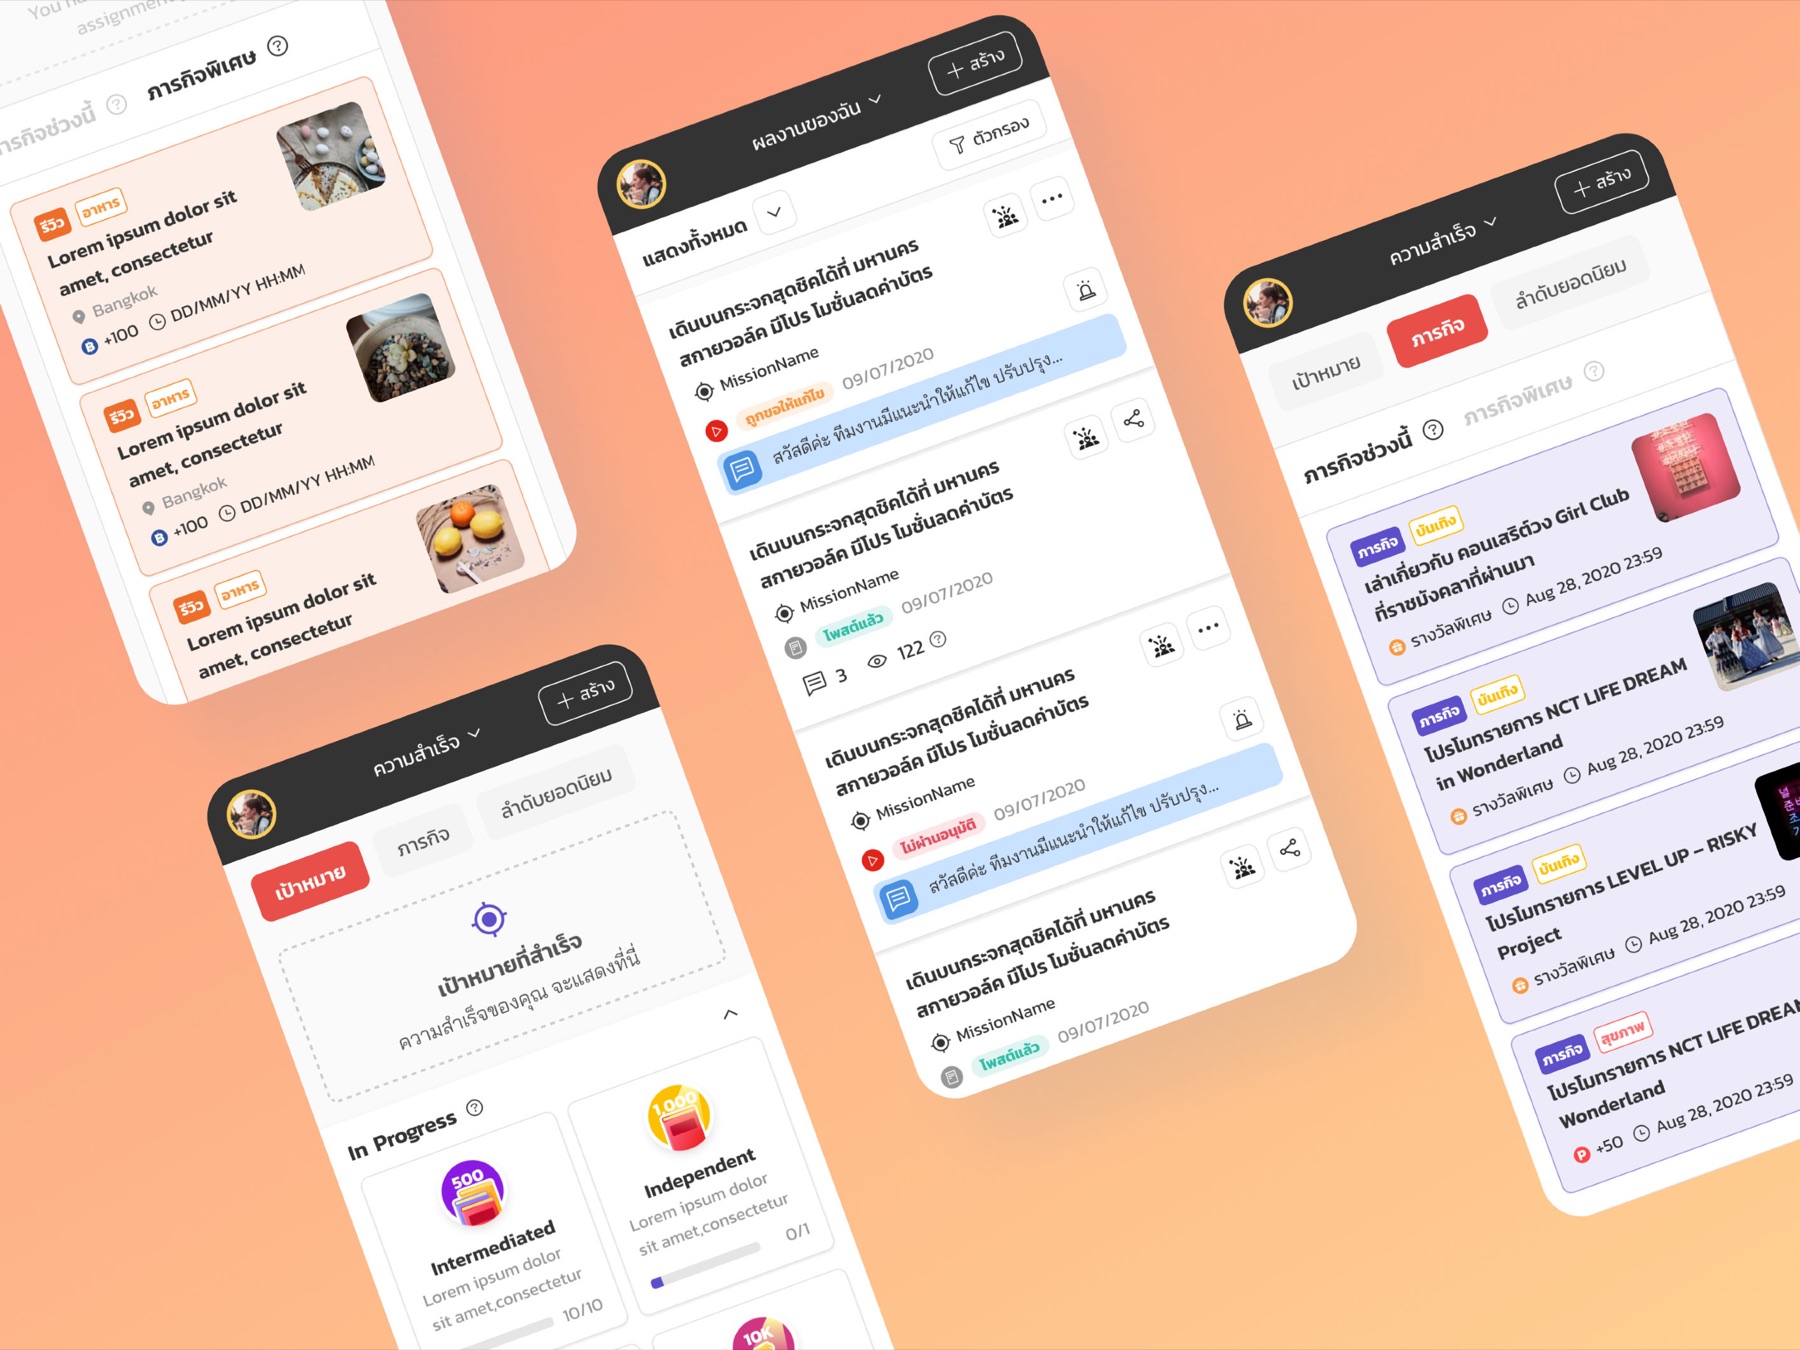 You
assignment
ภารกิจช่วงนี้
ภารกิจพิเศษ
รีวิว อาหาร
Lorem ipsum dolor sit
amet, consectetur
Bangkok
+100 DD/MM/YY HH:MM
รีวิว อาหาร
Lorem ipsum dolor sit
amet, consectetur
Bangkok
+100 DD/MM/YY HH:MM
รีวิว อาหาร
Lorem ipsum dolor sit
amet, consectetur
ความสำเร็จ
+ สร้าง
เป้าหมาย
ภารกิจ
ลำดับยอดนิยม
เป้าหมายที่สำเร็จ
ความสำเร็จของคุณ จะแสดงที่นี่
In Progress
500
Intermediated
Lorem ipsum dolor
sit amet,consectetur
10/10
1,000
Independent
Lorem ipsum dolor
sit amet,consectetur
0/1
10K
ผลงานของฉัน
+ สร้าง
แสดงทั้งหมด
ตัวกรอง
เดินบนกระจกสุดชิคได้ที่ มหานคร
สกายวอล์ค มีโปร โมชั่นลดค่าบัตร
MissionName
ถูกขอให้แก้ไข 09/07/2020
สวัสดีค่ะ ทีมงานมีแนะนำให้แก้ไข ปรับปรุง...
เดินบนกระจกสุดชิคได้ที่ มหานคร
สกายวอล์ค มีโปร โมชั่นลดค่าบัตร
MissionName
โพสต์แล้ว 09/07/2020
3 122
เดินบนกระจกสุดชิคได้ที่ มหานคร
สกายวอล์ค มีโปร โมชั่นลดค่าบัตร
MissionName
ไม่ผ่านอนุมัติ 09/07/2020
สวัสดีค่ะ ทีมงานมีแนะนำให้แก้ไข ปรับปรุง...
เดินบนกระจกสุดชิคได้ที่ มหานคร
สกายวอล์ค มีโปร โมชั่นลดค่าบัตร
MissionName
โพสต์แล้ว 09/07/2020
ความสำเร็จ
+ สร้าง
เป้าหมาย
ภารกิจ
ลำดับยอดนิยม
ภารกิจช่วงนี้
ภารกิจพิเศษ
ภารกิจ บันเทิง
เล่าเกี่ยวกับ คอนเสริต์วง Girl Club
ที่ราชมังคลาที่ผ่านมา
รางวัลพิเศษ Aug 28, 2020 23:59
ภารกิจ บันเทิง
โปรโมทรายการ NCT LIFE DREAM
in Wonderland
รางวัลพิเศษ Aug 28, 2020 23:59
ภารกิจ บันเทิง
โปรโมทรายการ LEVEL UP – RISKY
Project
รางวัลพิเศษ Aug 28, 2020 23:59
ภารกิจ สุขภาพ
โปรโมทรายการ NCT LIFE DREAM
Wonderland
+50 Aug 28, 2020 23:59